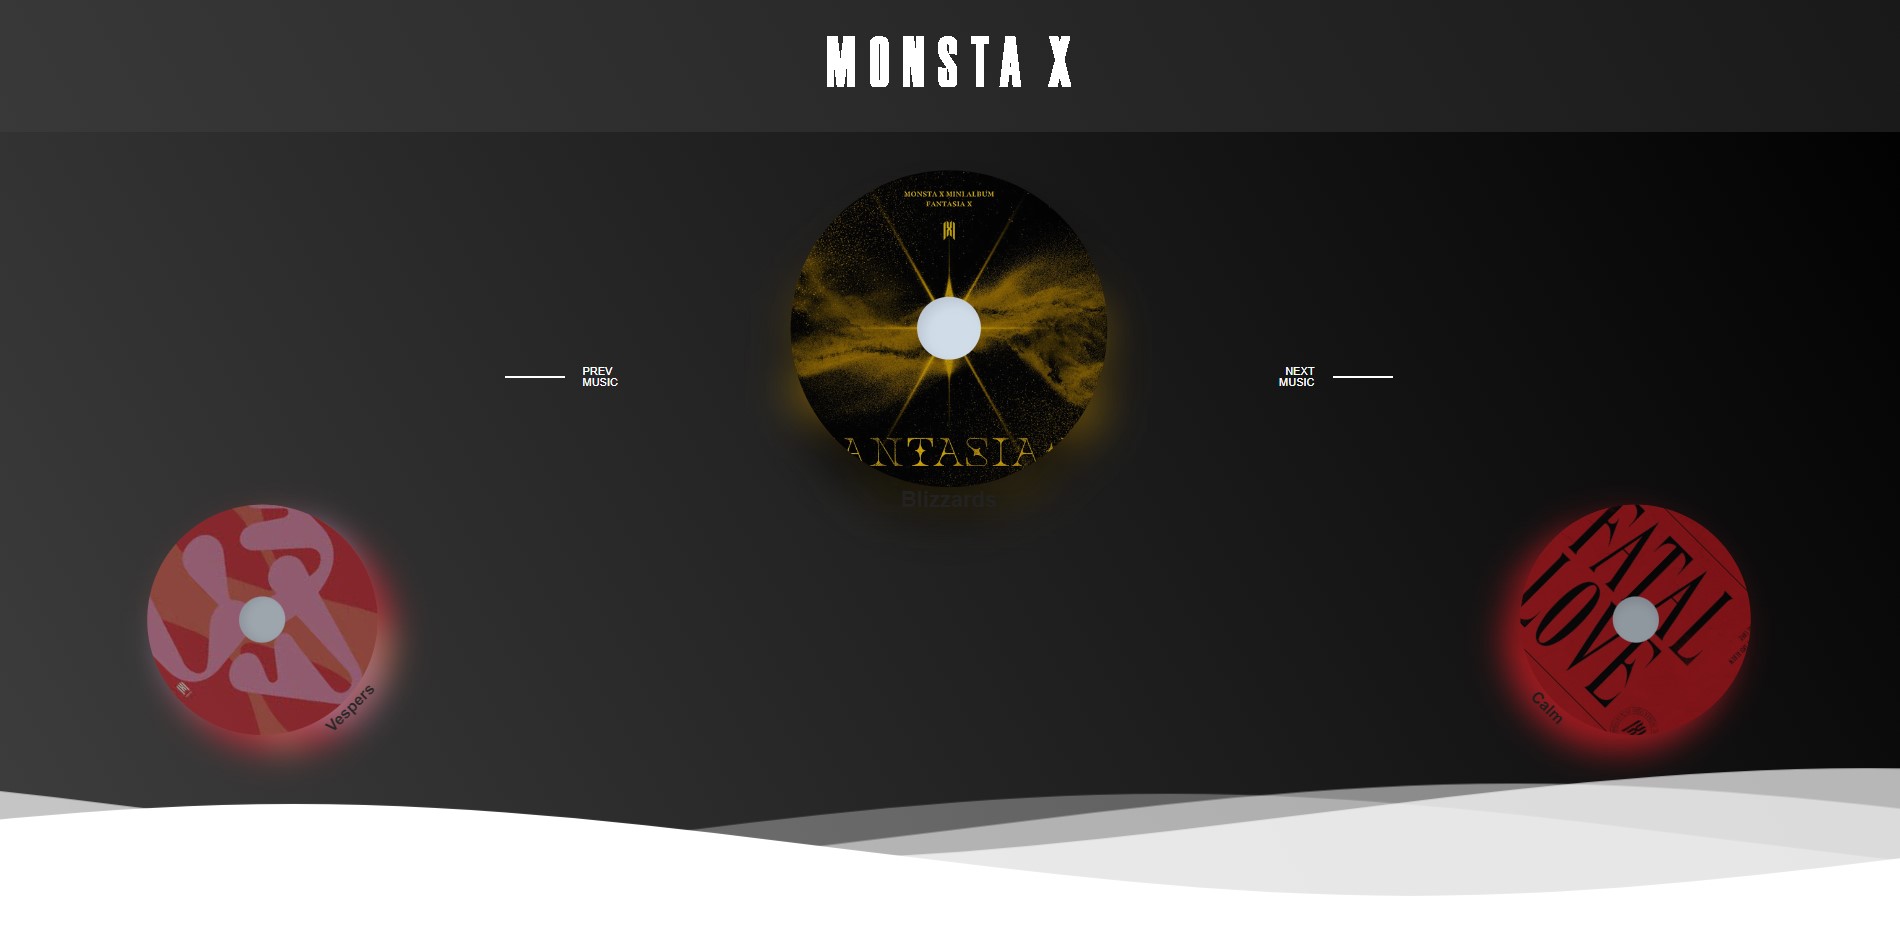 MONSTA X
MONSTA X MINI ALBUM
FANTASIA X
PREV
MUSIC
NEXT
MUSIC
ANTASIA
Blizzards
Vespers
FATAL
LOVE
Calm